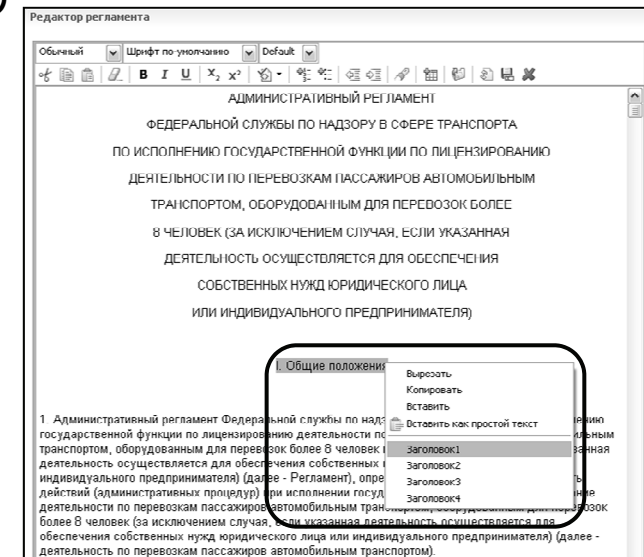 Редактор регламента
Обычный Шрифт по-умолчанию Default
B I U X₂ X²
АДМИНИСТРАТИВНЫЙ РЕГЛАМЕНТ
ФЕДЕРАЛЬНОЙ СЛУЖБЫ ПО НАДЗОРУ В СФЕРЕ ТРАНСПОРТА
ПО ИСПОЛНЕНИЮ ГОСУДАРСТВЕННОЙ ФУНКЦИИ ПО ЛИЦЕНЗИРОВАНИЮ
ДЕЯТЕЛЬНОСТИ ПО ПЕРЕВОЗКАМ ПАССАЖИРОВ АВТОМОБИЛЬНЫМ
ТРАНСПОРТОМ, ОБОРУДОВАННЫМ ДЛЯ ПЕРЕВОЗОК БОЛЕЕ
8 ЧЕЛОВЕК (ЗА ИСКЛЮЧЕНИЕМ СЛУЧАЯ, ЕСЛИ УКАЗАННАЯ
ДЕЯТЕЛЬНОСТЬ ОСУЩЕСТВЛЯЕТСЯ ДЛЯ ОБЕСПЕЧЕНИЯ
СОБСТВЕННЫХ НУЖД ЮРИДИЧЕСКОГО ЛИЦА
ИЛИ ИНДИВИДУАЛЬНОГО ПРЕДПРИНИМАТЕЛЯ)
I. Общие положения
Вырезать
Копировать
Вставить
Вставить как простой текст
Заголовок1
Заголовок2
Заголовок3
Заголовок4
1. Административный регламент Федеральной службы по надз
государственной функции по лицензированию деятельности по
транспортом, оборудованным для перевозок более 8 человек
деятельность осуществляется для обеспечения собственных
индивидуального предпринимателя) (далее - Регламент), опре
действий (административных процедур) при исполнении госуд
деятельности по перевозкам пассажиров автомобильным транспортом, оборудованным для перевозок
более 8 человек (за исключением случая, если указанная деятельность осуществляется для
обеспечения собственных нужд юридического лица или индивидуального предпринимателя) (далее -
деятельность по перевозкам пассажиров автомобильным транспортом).